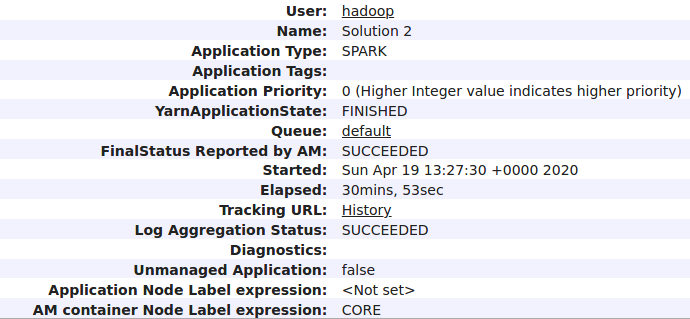 User: hadoop
Name: Solution 2
Application Type: SPARK
Application Tags:
Application Priority: 0 (Higher Integer value indicates higher priority)
YarnApplicationState: FINISHED
Queue: default
FinalStatus Reported by AM: SUCCEEDED
Started: Sun Apr 19 13:27:30 +0000 2020
Elapsed: 30mins, 53sec
Tracking URL: History
Log Aggregation Status: SUCCEEDED
Diagnostics:
Unmanaged Application: false
Application Node Label expression: <Not set>
AM container Node Label expression: CORE